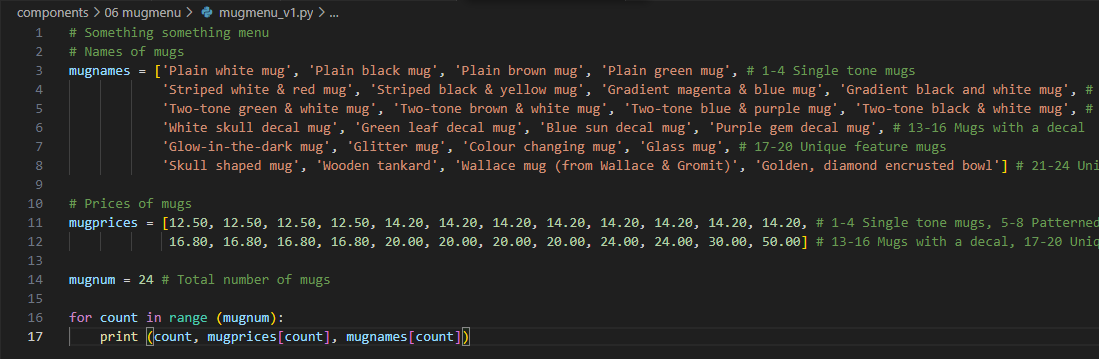 components > 06 mugmenu > mugmenu_v1.py > ...
1 # Something something menu
2 # Names of mugs
3 mugnames = ['Plain white mug', 'Plain black mug', 'Plain brown mug', 'Plain green mug', # 1-4 Single tone mugs
4 'Striped white & red mug', 'Striped black & yellow mug', 'Gradient magenta & blue mug', 'Gradient black and white mug', #
5 'Two-tone green & white mug', 'Two-tone brown & white mug', 'Two-tone blue & purple mug', 'Two-tone black & white mug', #
6 'White skull decal mug', 'Green leaf decal mug', 'Blue sun decal mug', 'Purple gem decal mug', # 13-16 Mugs with a decal
7 'Glow-in-the-dark mug', 'Glitter mug', 'Colour changing mug', 'Glass mug', # 17-20 Unique feature mugs
8 'Skull shaped mug', 'Wooden tankard', 'Wallace mug (from Wallace & Gromit)', 'Golden, diamond encrusted bowl'] # 21-24 Uni
9
10 # Prices of mugs
11 mugprices = [12.50, 12.50, 12.50, 12.50, 14.20, 14.20, 14.20, 14.20, 14.20, 14.20, 14.20, 14.20, # 1-4 Single tone mugs, 5-8 Patterned
12 16.80, 16.80, 16.80, 16.80, 20.00, 20.00, 20.00, 20.00, 24.00, 24.00, 30.00, 50.00] # 13-16 Mugs with a decal, 17-20 Uniq
13
14 mugnum = 24 # Total number of mugs
15
16 for count in range (mugnum):
17 print (count, mugprices[count], mugnames[count])